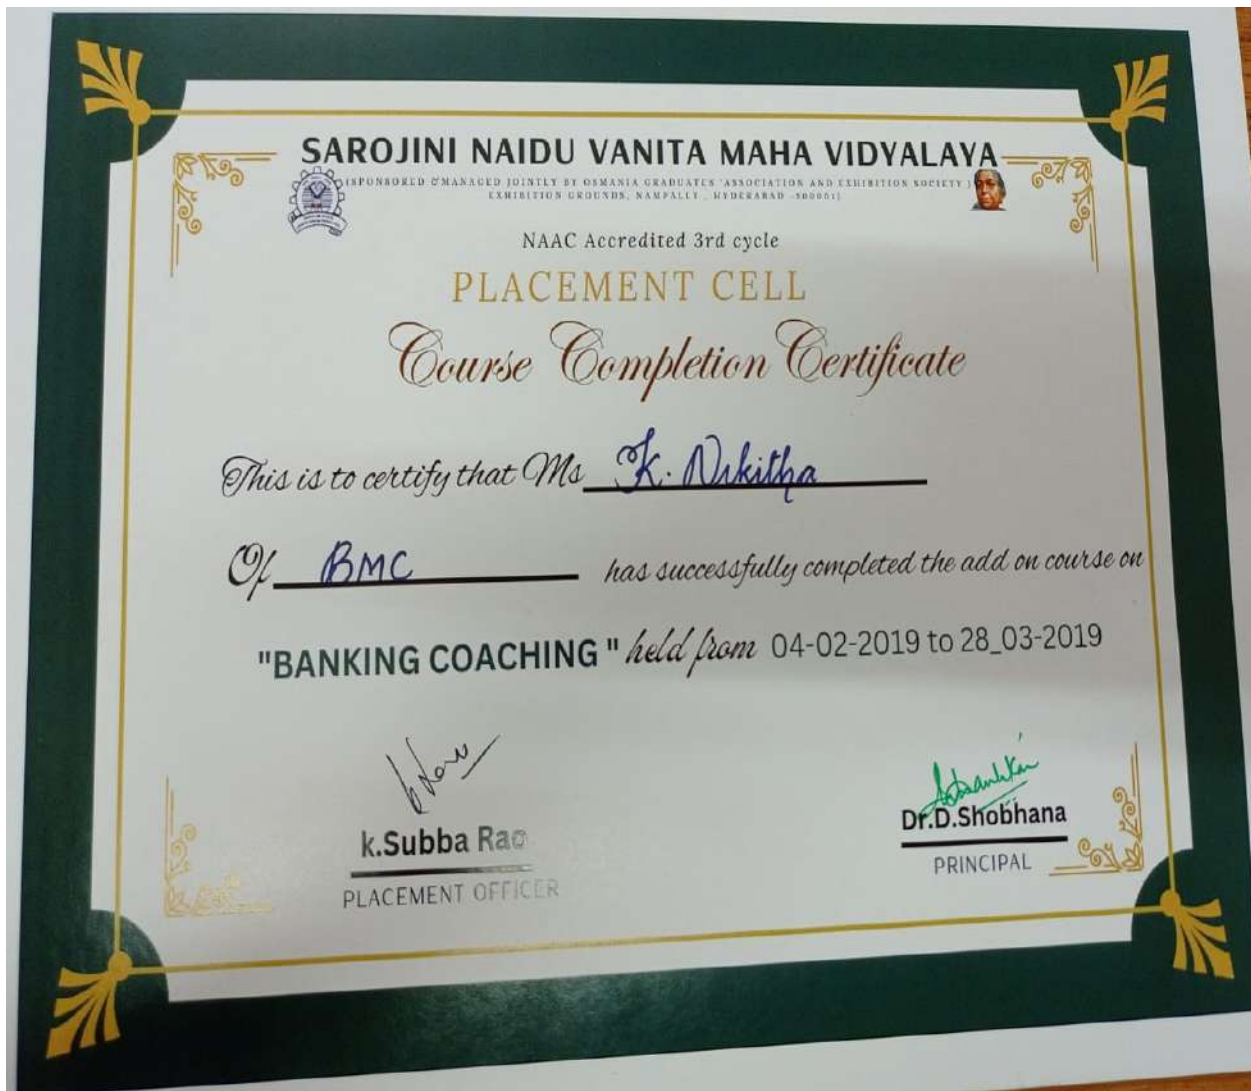 SAROJINI NAIDU VANITA MAHA VIDYALAYA
(SPONSORED & MANAGED JOINTLY BY OSMANIA GRADUATES 'ASSOCIATION AND EXHIBITION SOCIETY )
EXHIBITION GROUNDS, NAMPALLY , HYDERABAD -500001)
NAAC Accredited 3rd cycle
PLACEMENT CELL
Course Completion Certificate
This is to certify that Ms K. Nikitha
Of BMC has successfully completed the add on course on
"BANKING COACHING " held from 04-02-2019 to 28_03-2019
k.Subba Rao
PLACEMENT OFFICER
Dr.D.Shobhana
PRINCIPAL